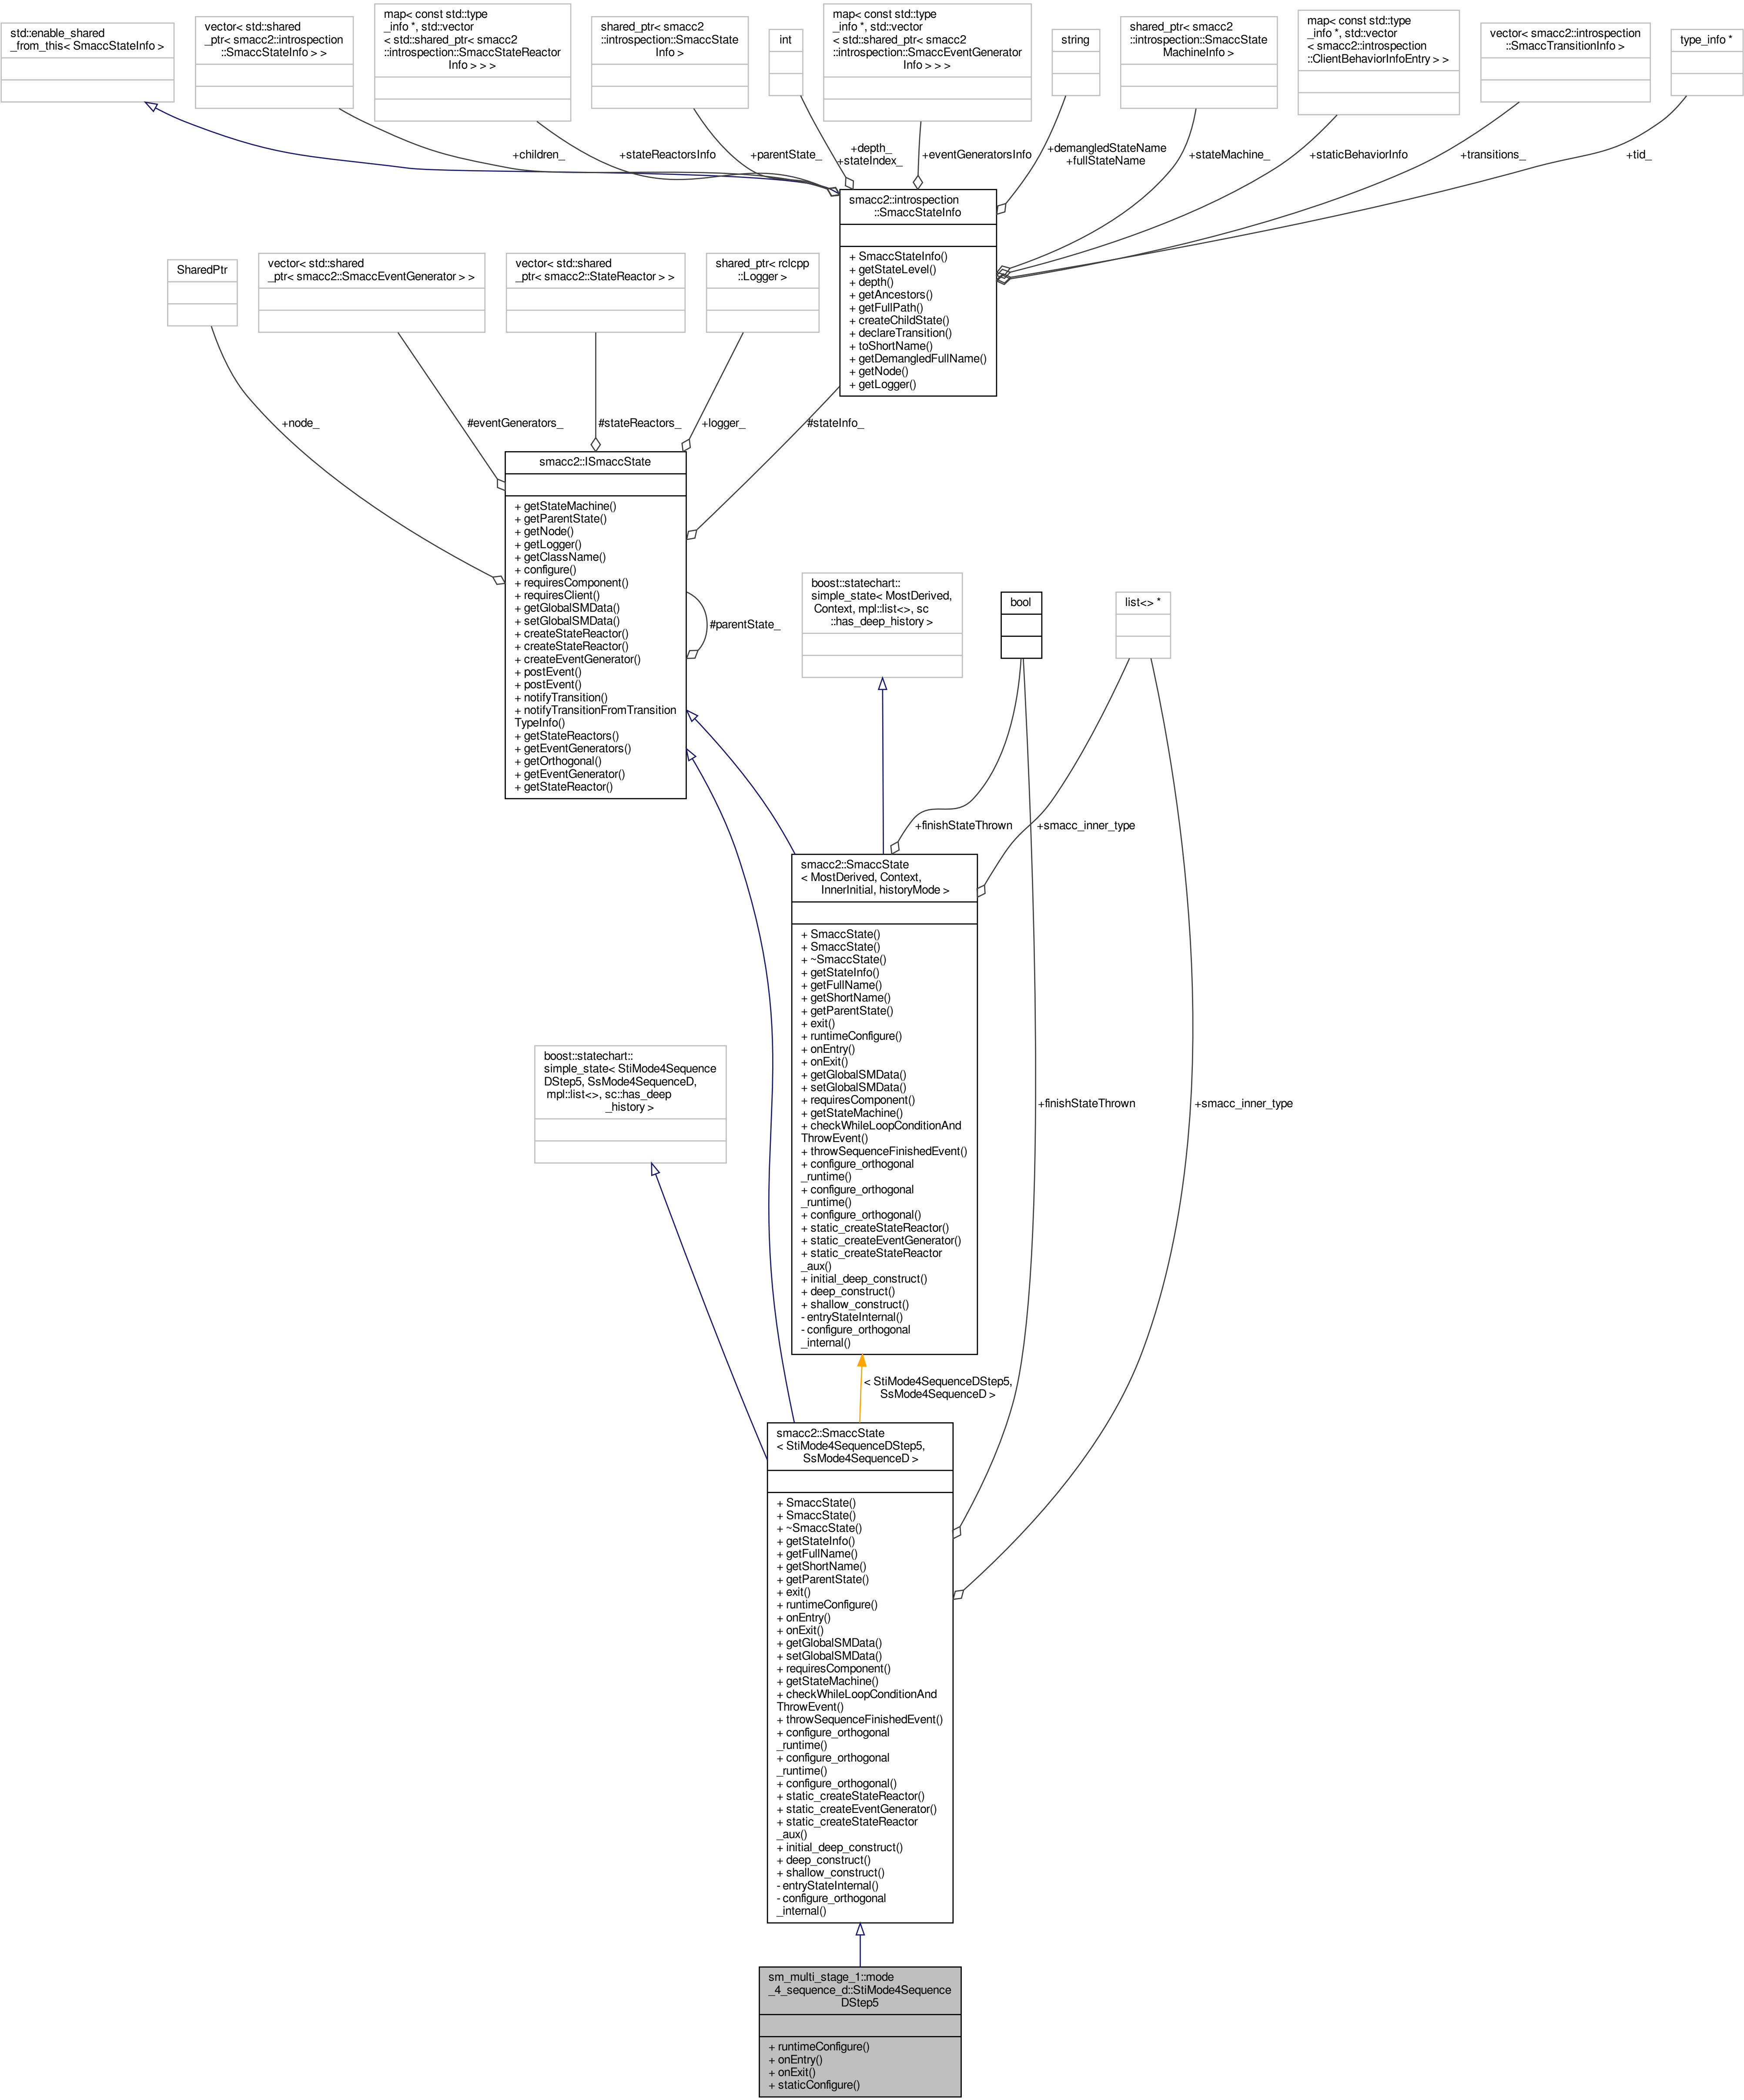 std::enable_shared
_from_this< SmaccStateInfo >
vector< std::shared
_ptr< smacc2::introspection
::SmaccStateInfo > >
map< const std::type
_info *, std::vector
< std::shared_ptr< smacc2
::introspection::SmaccStateReactor
Info > > >
shared_ptr< smacc2
::introspection::SmaccState
Info >
int
map< const std::type
_info *, std::vector
< std::shared_ptr< smacc2
::introspection::SmaccEventGenerator
Info > > >
string
shared_ptr< smacc2
::introspection::SmaccState
MachineInfo >
map< const std::type
_info *, std::vector
< smacc2::introspection
::ClientBehaviorInfoEntry > >
vector< smacc2::introspection
::SmaccTransitionInfo >
type_info *
+children_
+stateReactorsInfo
+parentState_
+depth_
+stateIndex_
+eventGeneratorsInfo
+demangledStateName
+fullStateName
+stateMachine_
+staticBehaviorInfo
+transitions_
+tid_
smacc2::introspection
::SmaccStateInfo
+ SmaccStateInfo()
+ getStateLevel()
+ depth()
+ getAncestors()
+ getFullPath()
+ createChildState()
+ declareTransition()
+ toShortName()
+ getDemangledFullName()
+ getNode()
+ getLogger()
SharedPtr
vector< std::shared
_ptr< smacc2::SmaccEventGenerator > >
vector< std::shared
_ptr< smacc2::StateReactor > >
shared_ptr< rclcpp
::Logger >
+node_
#eventGenerators_
#stateReactors_
+logger_
#stateInfo_
smacc2::ISmaccState
+ getStateMachine()
+ getParentState()
+ getNode()
+ getLogger()
+ getClassName()
+ configure()
+ requiresComponent()
+ requiresClient()
+ getGlobalSMData()
+ setGlobalSMData()
+ createStateReactor()
+ createStateReactor()
+ createEventGenerator()
+ postEvent()
+ postEvent()
+ notifyTransition()
+ notifyTransitionFromTransition
TypeInfo()
+ getStateReactors()
+ getEventGenerators()
+ getOrthogonal()
+ getEventGenerator()
+ getStateReactor()
#parentState_
boost::statechart::
simple_state< MostDerived,
Context, mpl::list<>, sc
::has_deep_history >
bool
list<> *
+finishStateThrown
+smacc_inner_type
smacc2::SmaccState
< MostDerived, Context,
InnerInitial, historyMode >
+ SmaccState()
+ SmaccState()
+ ~SmaccState()
+ getStateInfo()
+ getFullName()
+ getShortName()
+ getParentState()
+ exit()
+ runtimeConfigure()
+ onEntry()
+ onExit()
+ getGlobalSMData()
+ setGlobalSMData()
+ requiresComponent()
+ getStateMachine()
+ checkWhileLoopConditionAnd
ThrowEvent()
+ throwSequenceFinishedEvent()
+ configure_orthogonal
_runtime()
+ configure_orthogonal
_runtime()
+ configure_orthogonal()
+ static_createStateReactor()
+ static_createEventGenerator()
+ static_createStateReactor
_aux()
+ initial_deep_construct()
+ deep_construct()
+ shallow_construct()
- entryStateInternal()
- configure_orthogonal
_internal()
boost::statechart::
simple_state< StiMode4Sequence
DStep5, SsMode4SequenceD,
mpl::list<>, sc::has_deep
_history >
+finishStateThrown
+smacc_inner_type
< StiMode4SequenceDStep5,
SsMode4SequenceD >
smacc2::SmaccState
< StiMode4SequenceDStep5,
SsMode4SequenceD >
+ SmaccState()
+ SmaccState()
+ ~SmaccState()
+ getStateInfo()
+ getFullName()
+ getShortName()
+ getParentState()
+ exit()
+ runtimeConfigure()
+ onEntry()
+ onExit()
+ getGlobalSMData()
+ setGlobalSMData()
+ requiresComponent()
+ getStateMachine()
+ checkWhileLoopConditionAnd
ThrowEvent()
+ throwSequenceFinishedEvent()
+ configure_orthogonal
_runtime()
+ configure_orthogonal
_runtime()
+ configure_orthogonal()
+ static_createStateReactor()
+ static_createEventGenerator()
+ static_createStateReactor
_aux()
+ initial_deep_construct()
+ deep_construct()
+ shallow_construct()
- entryStateInternal()
- configure_orthogonal
_internal()
sm_multi_stage_1::mode
_4_sequence_d::StiMode4Sequence
DStep5
+ runtimeConfigure()
+ onEntry()
+ onExit()
+ staticConfigure()